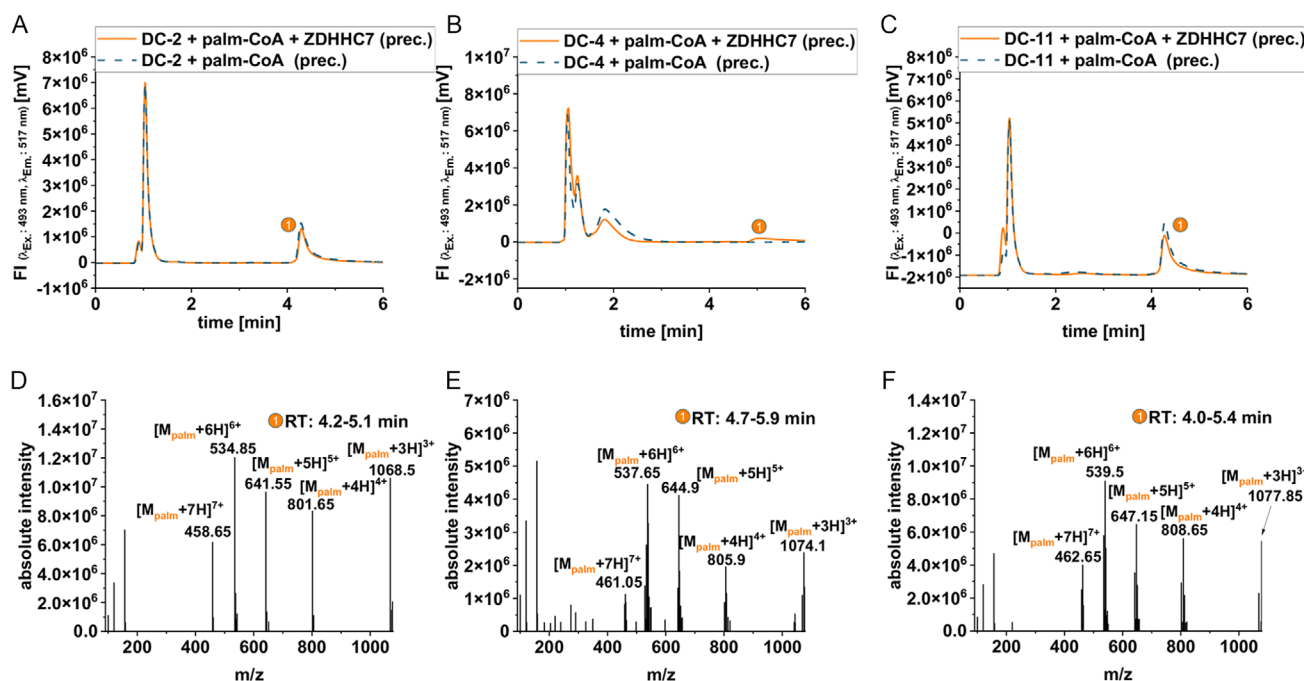 A
DC-2 + palm-CoA + ZDHHC7 (prec.)
DC-2 + palm-CoA (prec.)
FI (λEx.: 493 nm, λEm.: 517 nm) [mV]
8×10⁶
7×10⁶
6×10⁶
5×10⁶
4×10⁶
3×10⁶
2×10⁶
1×10⁶
0
-1×10⁶
0
2
4
6
time [min]
1
B
DC-4 + palm-CoA + ZDHHC7 (prec.)
DC-4 + palm-CoA (prec.)
FI (λEx.: 493 nm, λEm.: 517 nm) [mV]
1×10⁷
8×10⁶
6×10⁶
4×10⁶
2×10⁶
0
-2×10⁶
0
2
4
6
time [min]
1
C
DC-11 + palm-CoA + ZDHHC7 (prec.)
DC-11 + palm-CoA (prec.)
FI (λEx.: 493 nm, λEm.: 517 nm) [mV]
8×10⁶
7×10⁶
6×10⁶
5×10⁶
4×10⁶
3×10⁶
2×10⁶
1×10⁶
0
-1×10⁶
-2×10⁶
0
2
4
6
time [min]
1
D
absolute intensity
1.6×10⁷
1.4×10⁷
1.2×10⁷
1.0×10⁷
8.0×10⁶
6.0×10⁶
4.0×10⁶
2.0×10⁶
0.0
1 RT: 4.2-5.1 min
[Mpalm+6H]⁶⁺
534.85
[Mpalm+3H]³⁺
1068.5
[Mpalm+5H]⁵⁺
641.55
[Mpalm+4H]⁴⁺
801.65
[Mpalm+7H]⁷⁺
458.65
200
400
600
800
1000
m/z
E
absolute intensity
7×10⁶
6×10⁶
5×10⁶
4×10⁶
3×10⁶
2×10⁶
1×10⁶
0
1 RT: 4.7-5.9 min
[Mpalm+6H]⁶⁺
537.65
[Mpalm+5H]⁵⁺
644.9
[Mpalm+3H]³⁺
1074.1
[Mpalm+4H]⁴⁺
805.9
[Mpalm+7H]⁷⁺
461.05
200
400
600
800
1000
m/z
F
absolute intensity
1.4×10⁷
1.2×10⁷
1.0×10⁷
8.0×10⁶
6.0×10⁶
4.0×10⁶
2.0×10⁶
0.0
1 RT: 4.0-5.4 min
[Mpalm+6H]⁶⁺
539.5
[Mpalm+3H]³⁺
1077.85
[Mpalm+5H]⁵⁺
647.15
[Mpalm+4H]⁴⁺
808.65
[Mpalm+7H]⁷⁺
462.65
200
400
600
800
1000
m/z